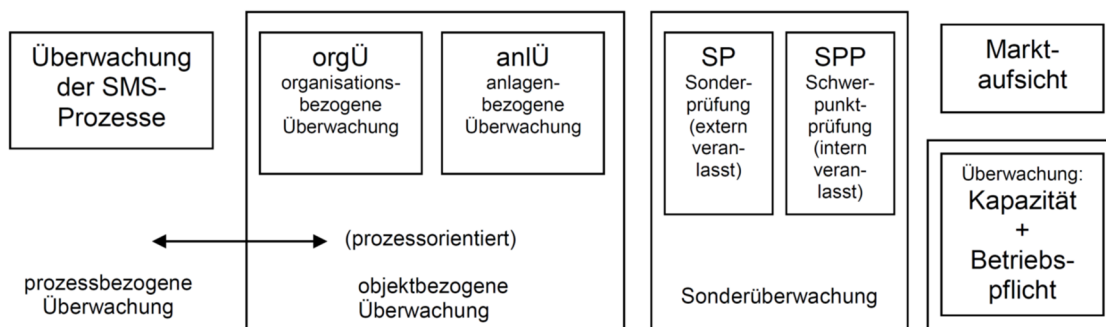 Überwachung
der SMS-
Prozesse
orgÜ
organisations-
bezogene
Überwachung
anlÜ
anlagen-
bezogene
Überwachung
SP
Sonder-
prüfung
(extern
veran-
lasst)
SPP
Schwer-
punkt-
prüfung
(intern
veran-
lasst)
Markt-
aufsicht
Überwachung:
Kapazität
+
Betriebs-
pflicht
(prozessorientiert)
prozessbezogene
Überwachung
objektbezogene
Überwachung
Sonderüberwachung